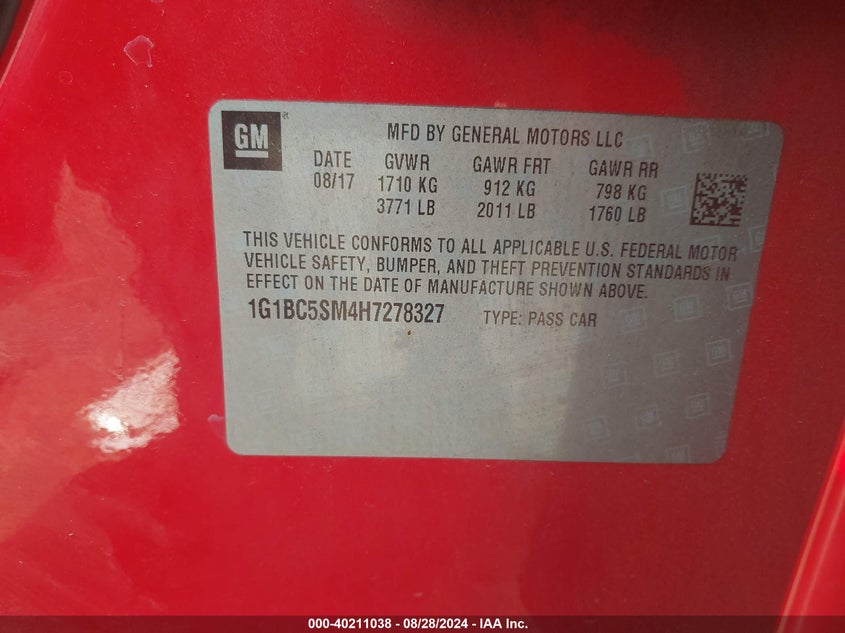 GM
MFD BY GENERAL MOTORS LLC
DATE GVWR GAWR FRT GAWR RR
08/17 1710 KG 912 KG 798 KG
3771 LB 2011 LB 1760 LB
THIS VEHICLE CONFORMS TO ALL APPLICABLE U.S. FEDERAL MOTOR
VEHICLE SAFETY, BUMPER, AND THEFT PREVENTION STANDARDS IN
EFFECT ON THE DATE OF MANUFACTURE SHOWN ABOVE.
1G1BC5SM4H7278327 TYPE: PASS CAR
000-40211038 - 08/28/2024 - IAA Inc.